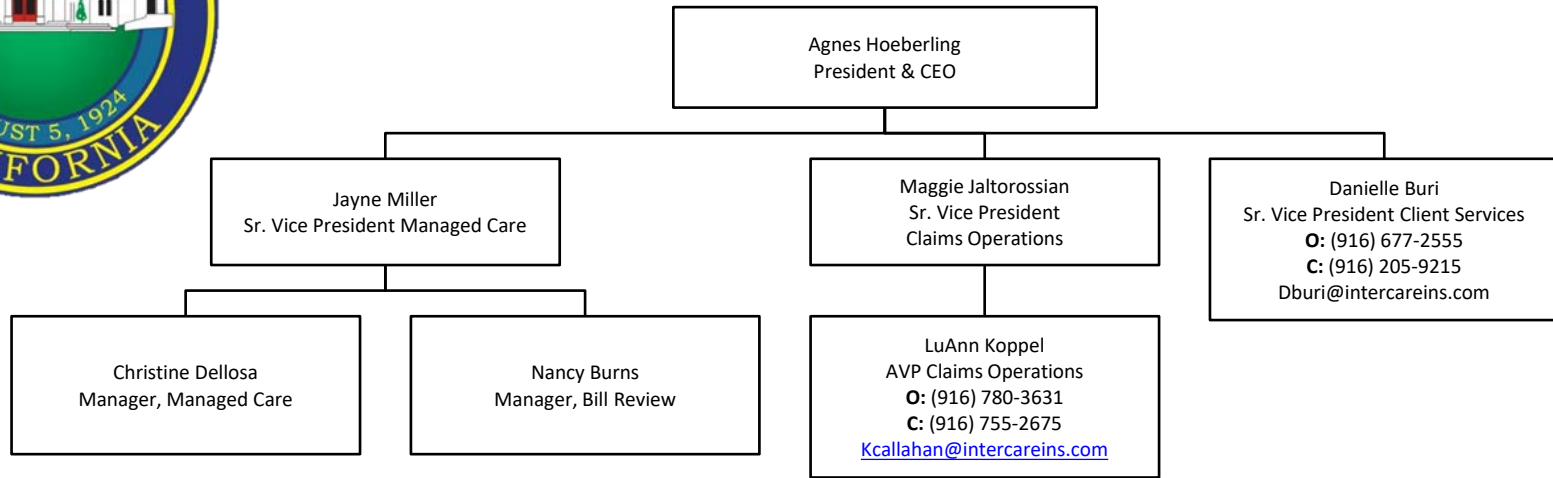 UST 5, 1924
IFORNIA
Agnes Hoeberling
President & CEO
Jayne Miller
Sr. Vice President Managed Care
Maggie Jaltorossian
Sr. Vice President
Claims Operations
Danielle Buri
Sr. Vice President Client Services
O: (916) 677-2555
C: (916) 205-9215
Dburi@intercareins.com
Christine Dellosa
Manager, Managed Care
Nancy Burns
Manager, Bill Review
LuAnn Koppel
AVP Claims Operations
O: (916) 780-3631
C: (916) 755-2675
Kcallahan@intercareins.com